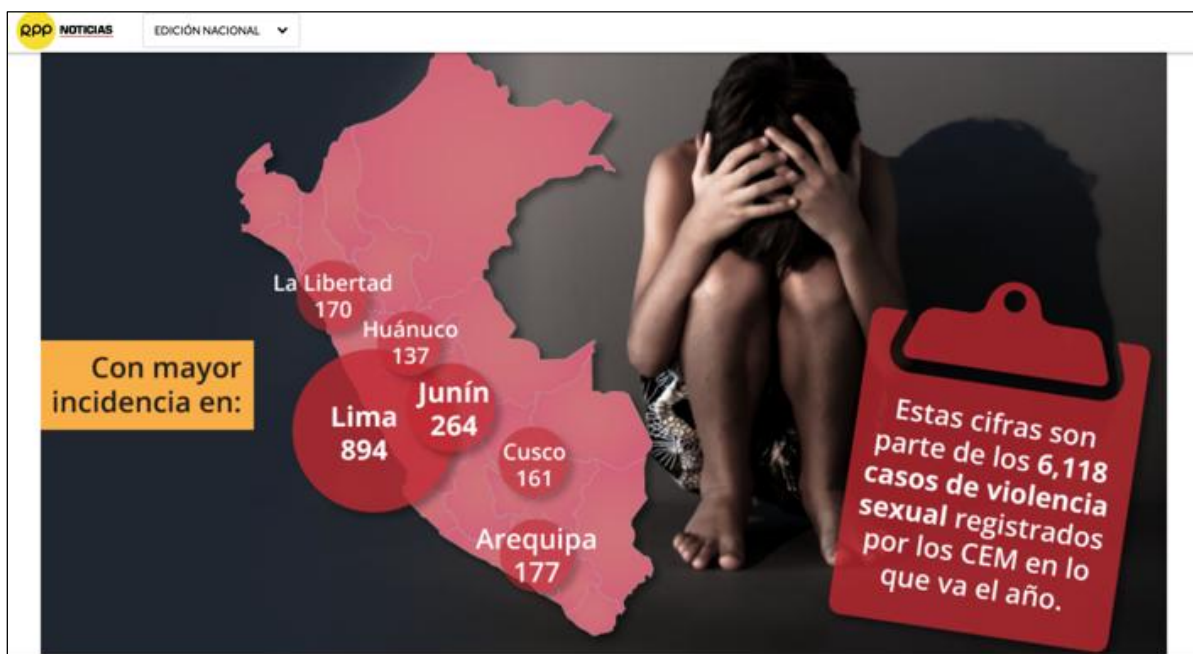 RPP NOTICIAS
EDICIÓN NACIONAL
Con mayor
incidencia en:
La Libertad
170
Huánuco
137
Lima
894
Junín
264
Cusco
161
Arequipa
177
Estas cifras son
parte de los 6,118
casos de violencia
sexual registrados
por los CEM en lo
que va el año.